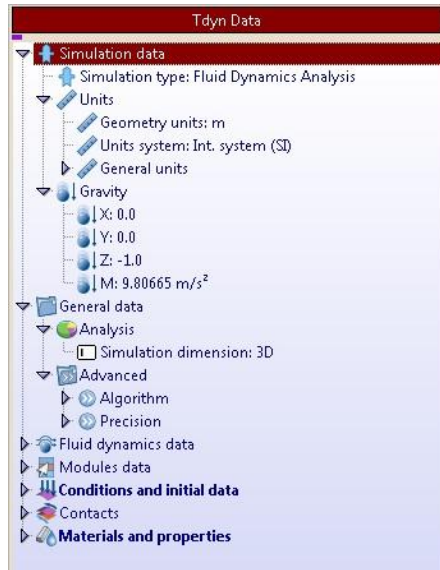 Tdyn Data
Simulation data
Simulation type: Fluid Dynamics Analysis
Units
Geometry units: m
Units system: Int. system (SI)
General units
Gravity
X: 0.0
Y: 0.0
Z: -1.0
M: 9.80665 m/s²
General data
Analysis
Simulation dimension: 3D
Advanced
Algorithm
Precision
Fluid dynamics data
Modules data
Conditions and initial data
Contacts
Materials and properties